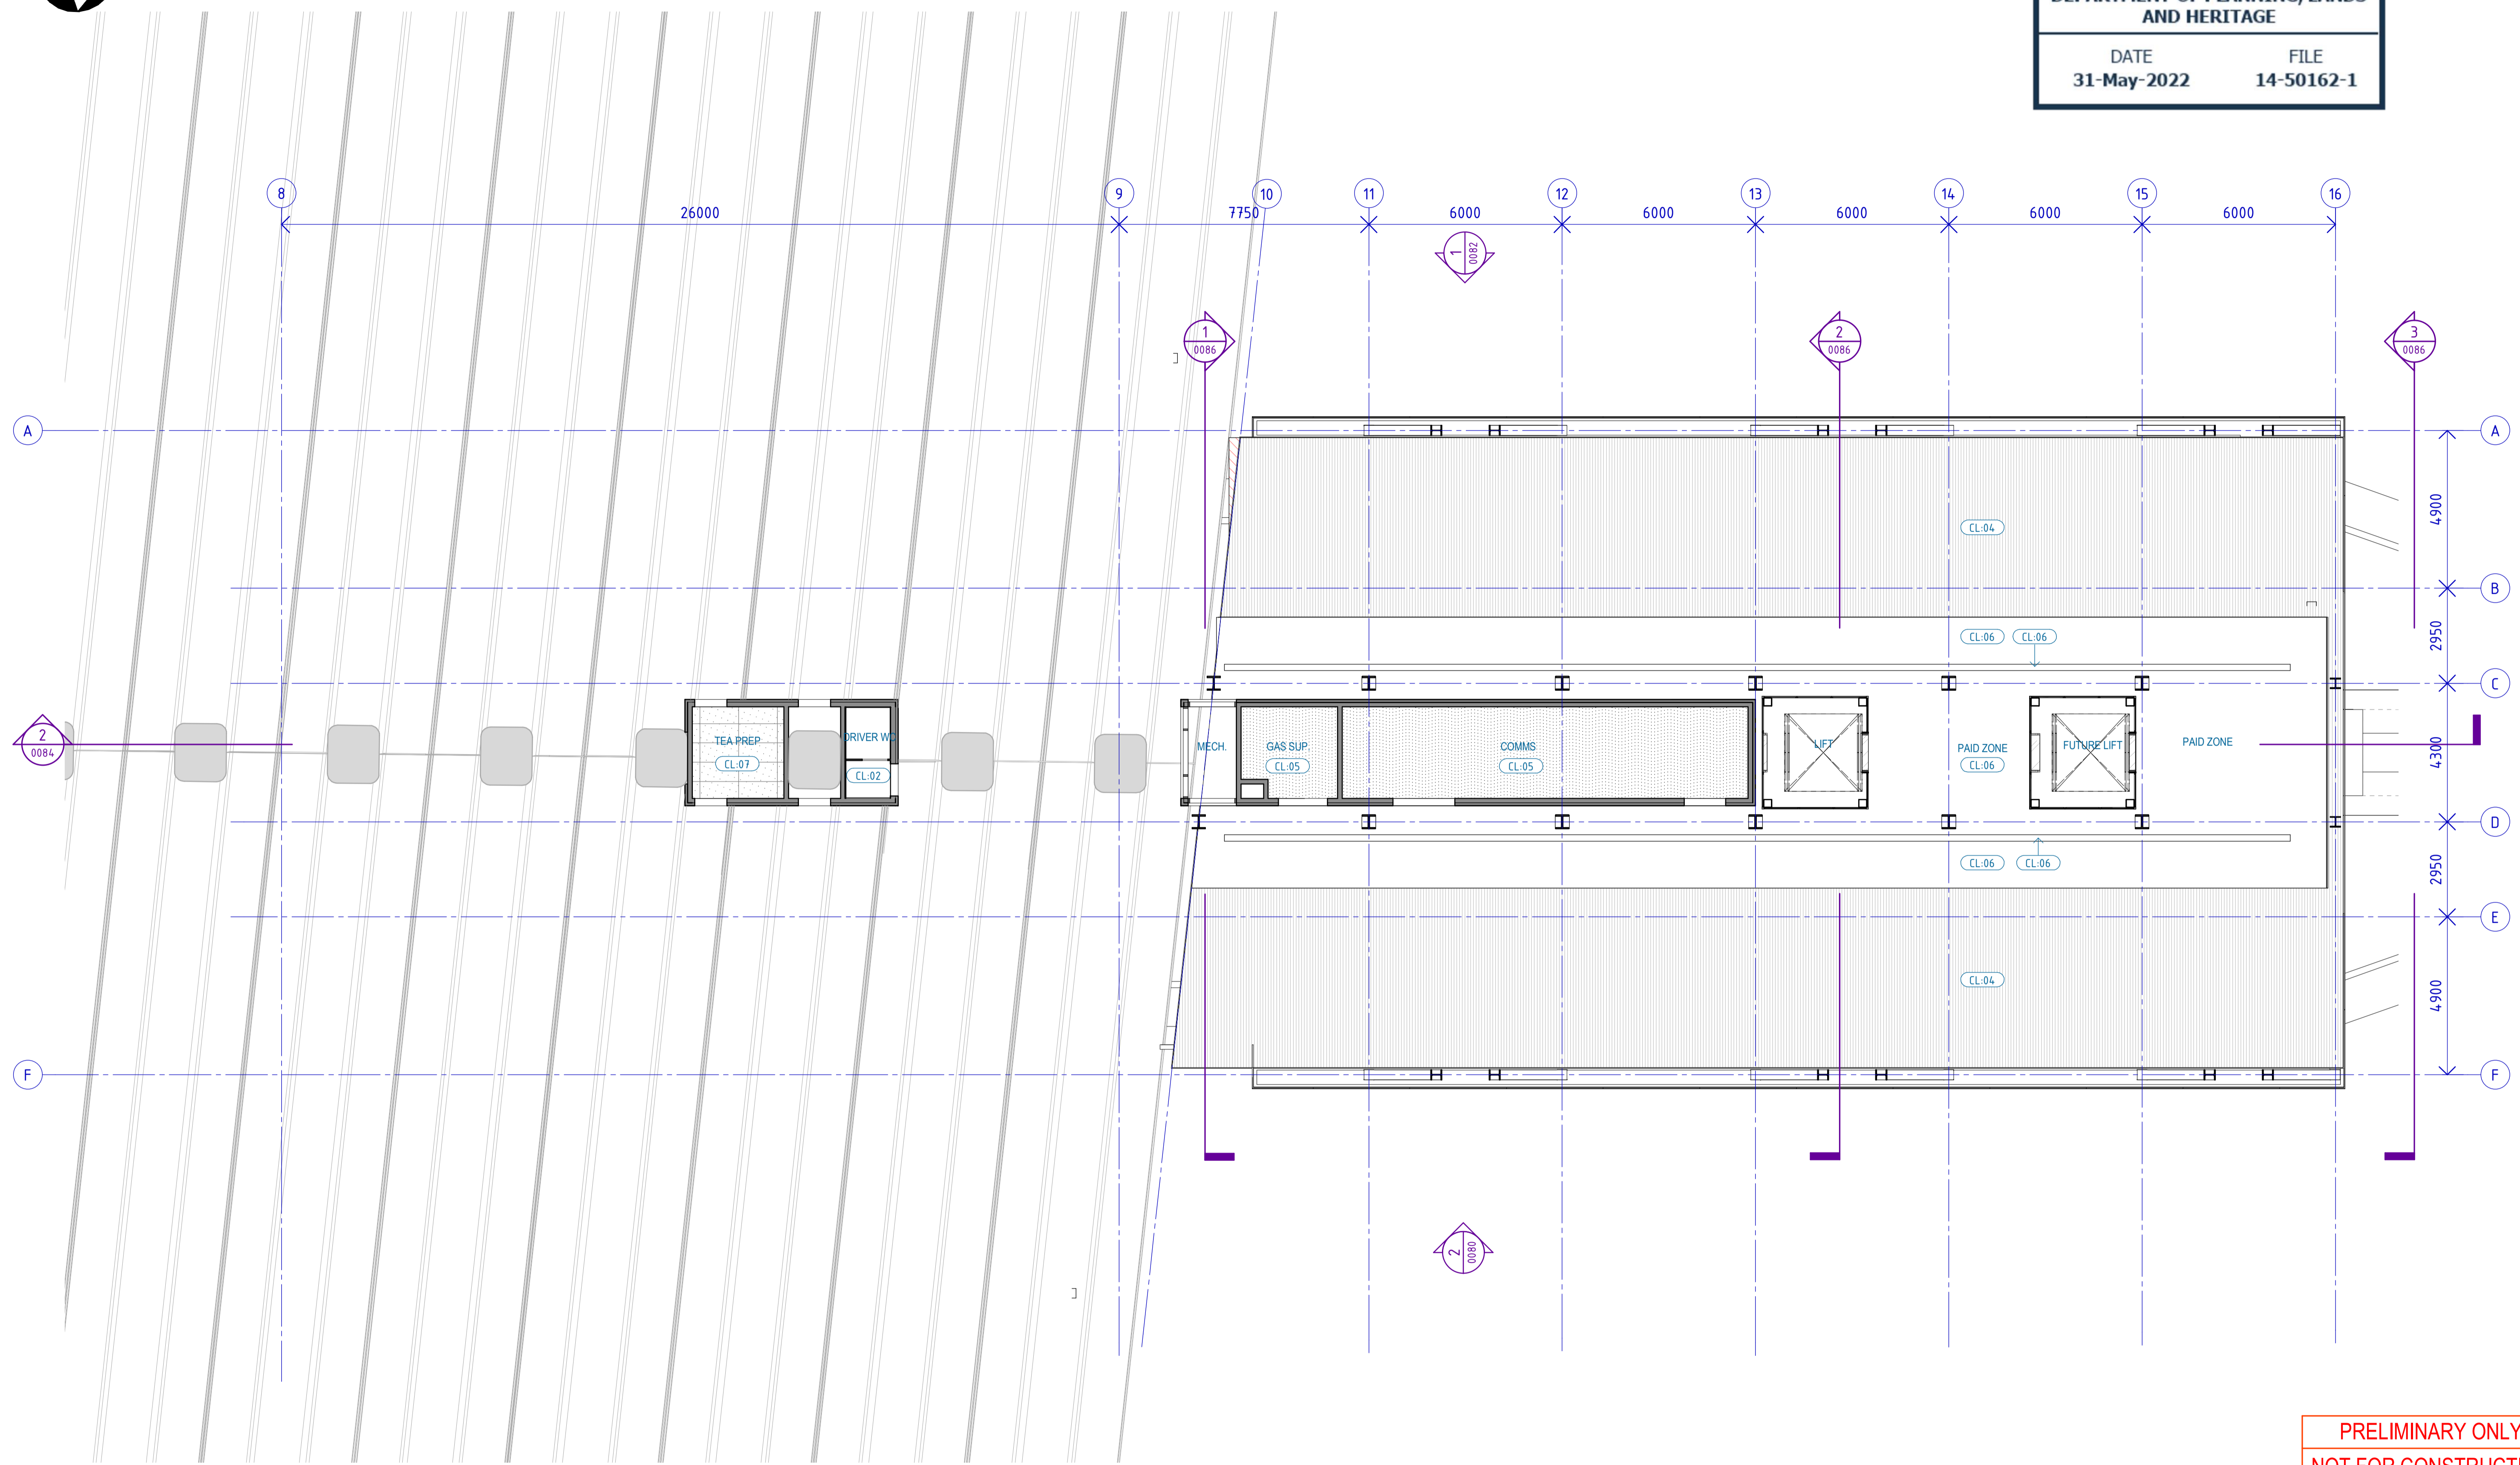 AND HERITAGE
DATE FILE
31-May-2022 14-50162-1
8 9 10 11 12 13 14 15 16
26000 7750 6000 6000 6000 6000 6000
1
0082
1
0086
2
0086
3
0086
A A
4900
CL:04
B B
2950
CL:06 CL:06
C C
2
0084
TEA PREP
CL:07
DRIVER WC
CL:02
MECH.
GAS SUP.
CL:05
COMMS
CL:05
LIFT
PAID ZONE
CL:06
FUTURE LIFT
PAID ZONE
4300
D D
CL:06 CL:06
2950
E E
CL:04
4900
F F
2
0080
PRELIMINARY ONLY